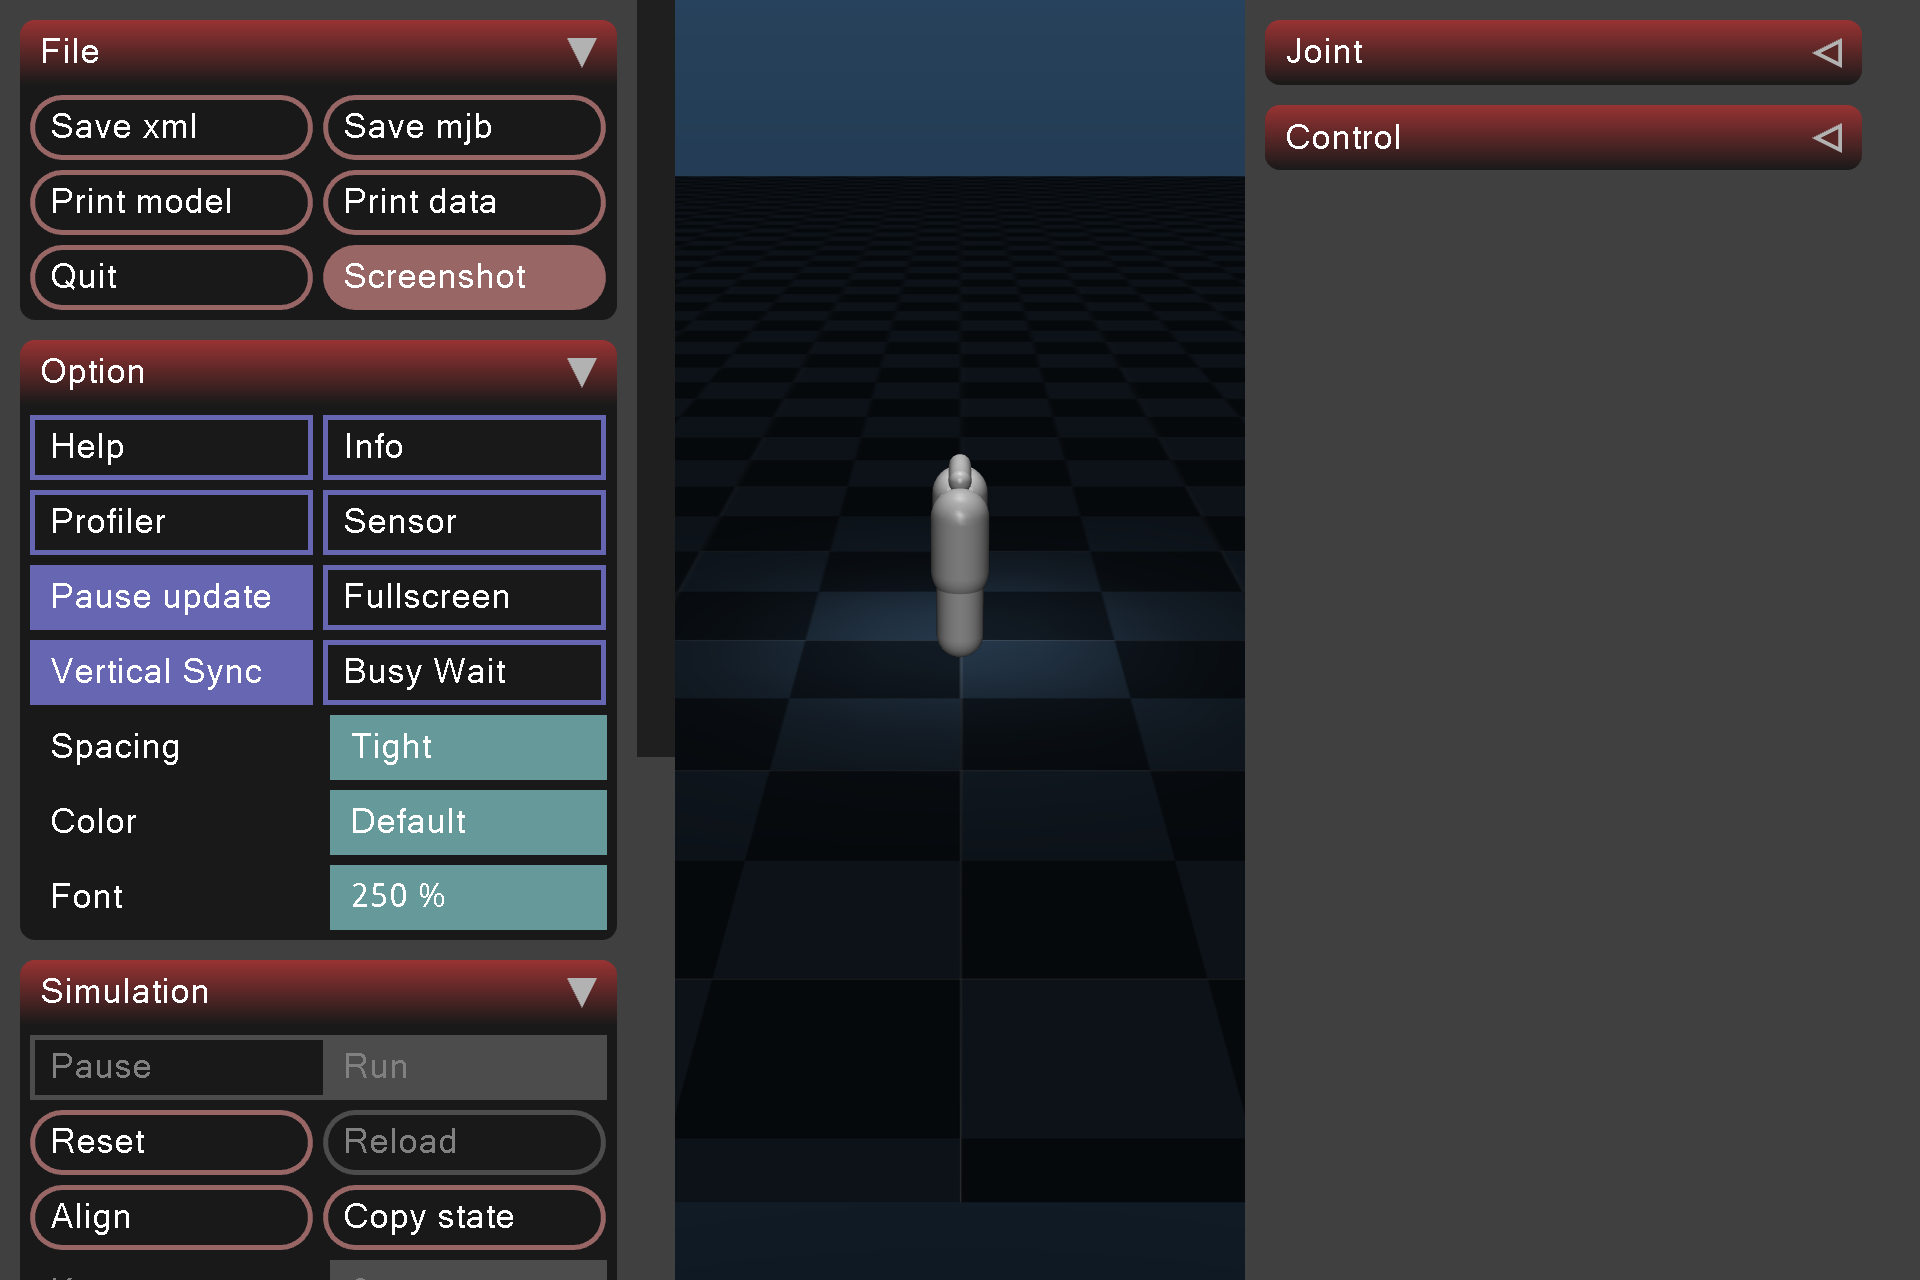 File
Save xml
Save mjb
Print model
Print data
Quit
Screenshot
Option
Help
Info
Profiler
Sensor
Pause update
Fullscreen
Vertical Sync
Busy Wait
Spacing
Tight
Color
Default
Font
250 %
Simulation
Pause
Run
Reset
Reload
Align
Copy state
Joint
Control